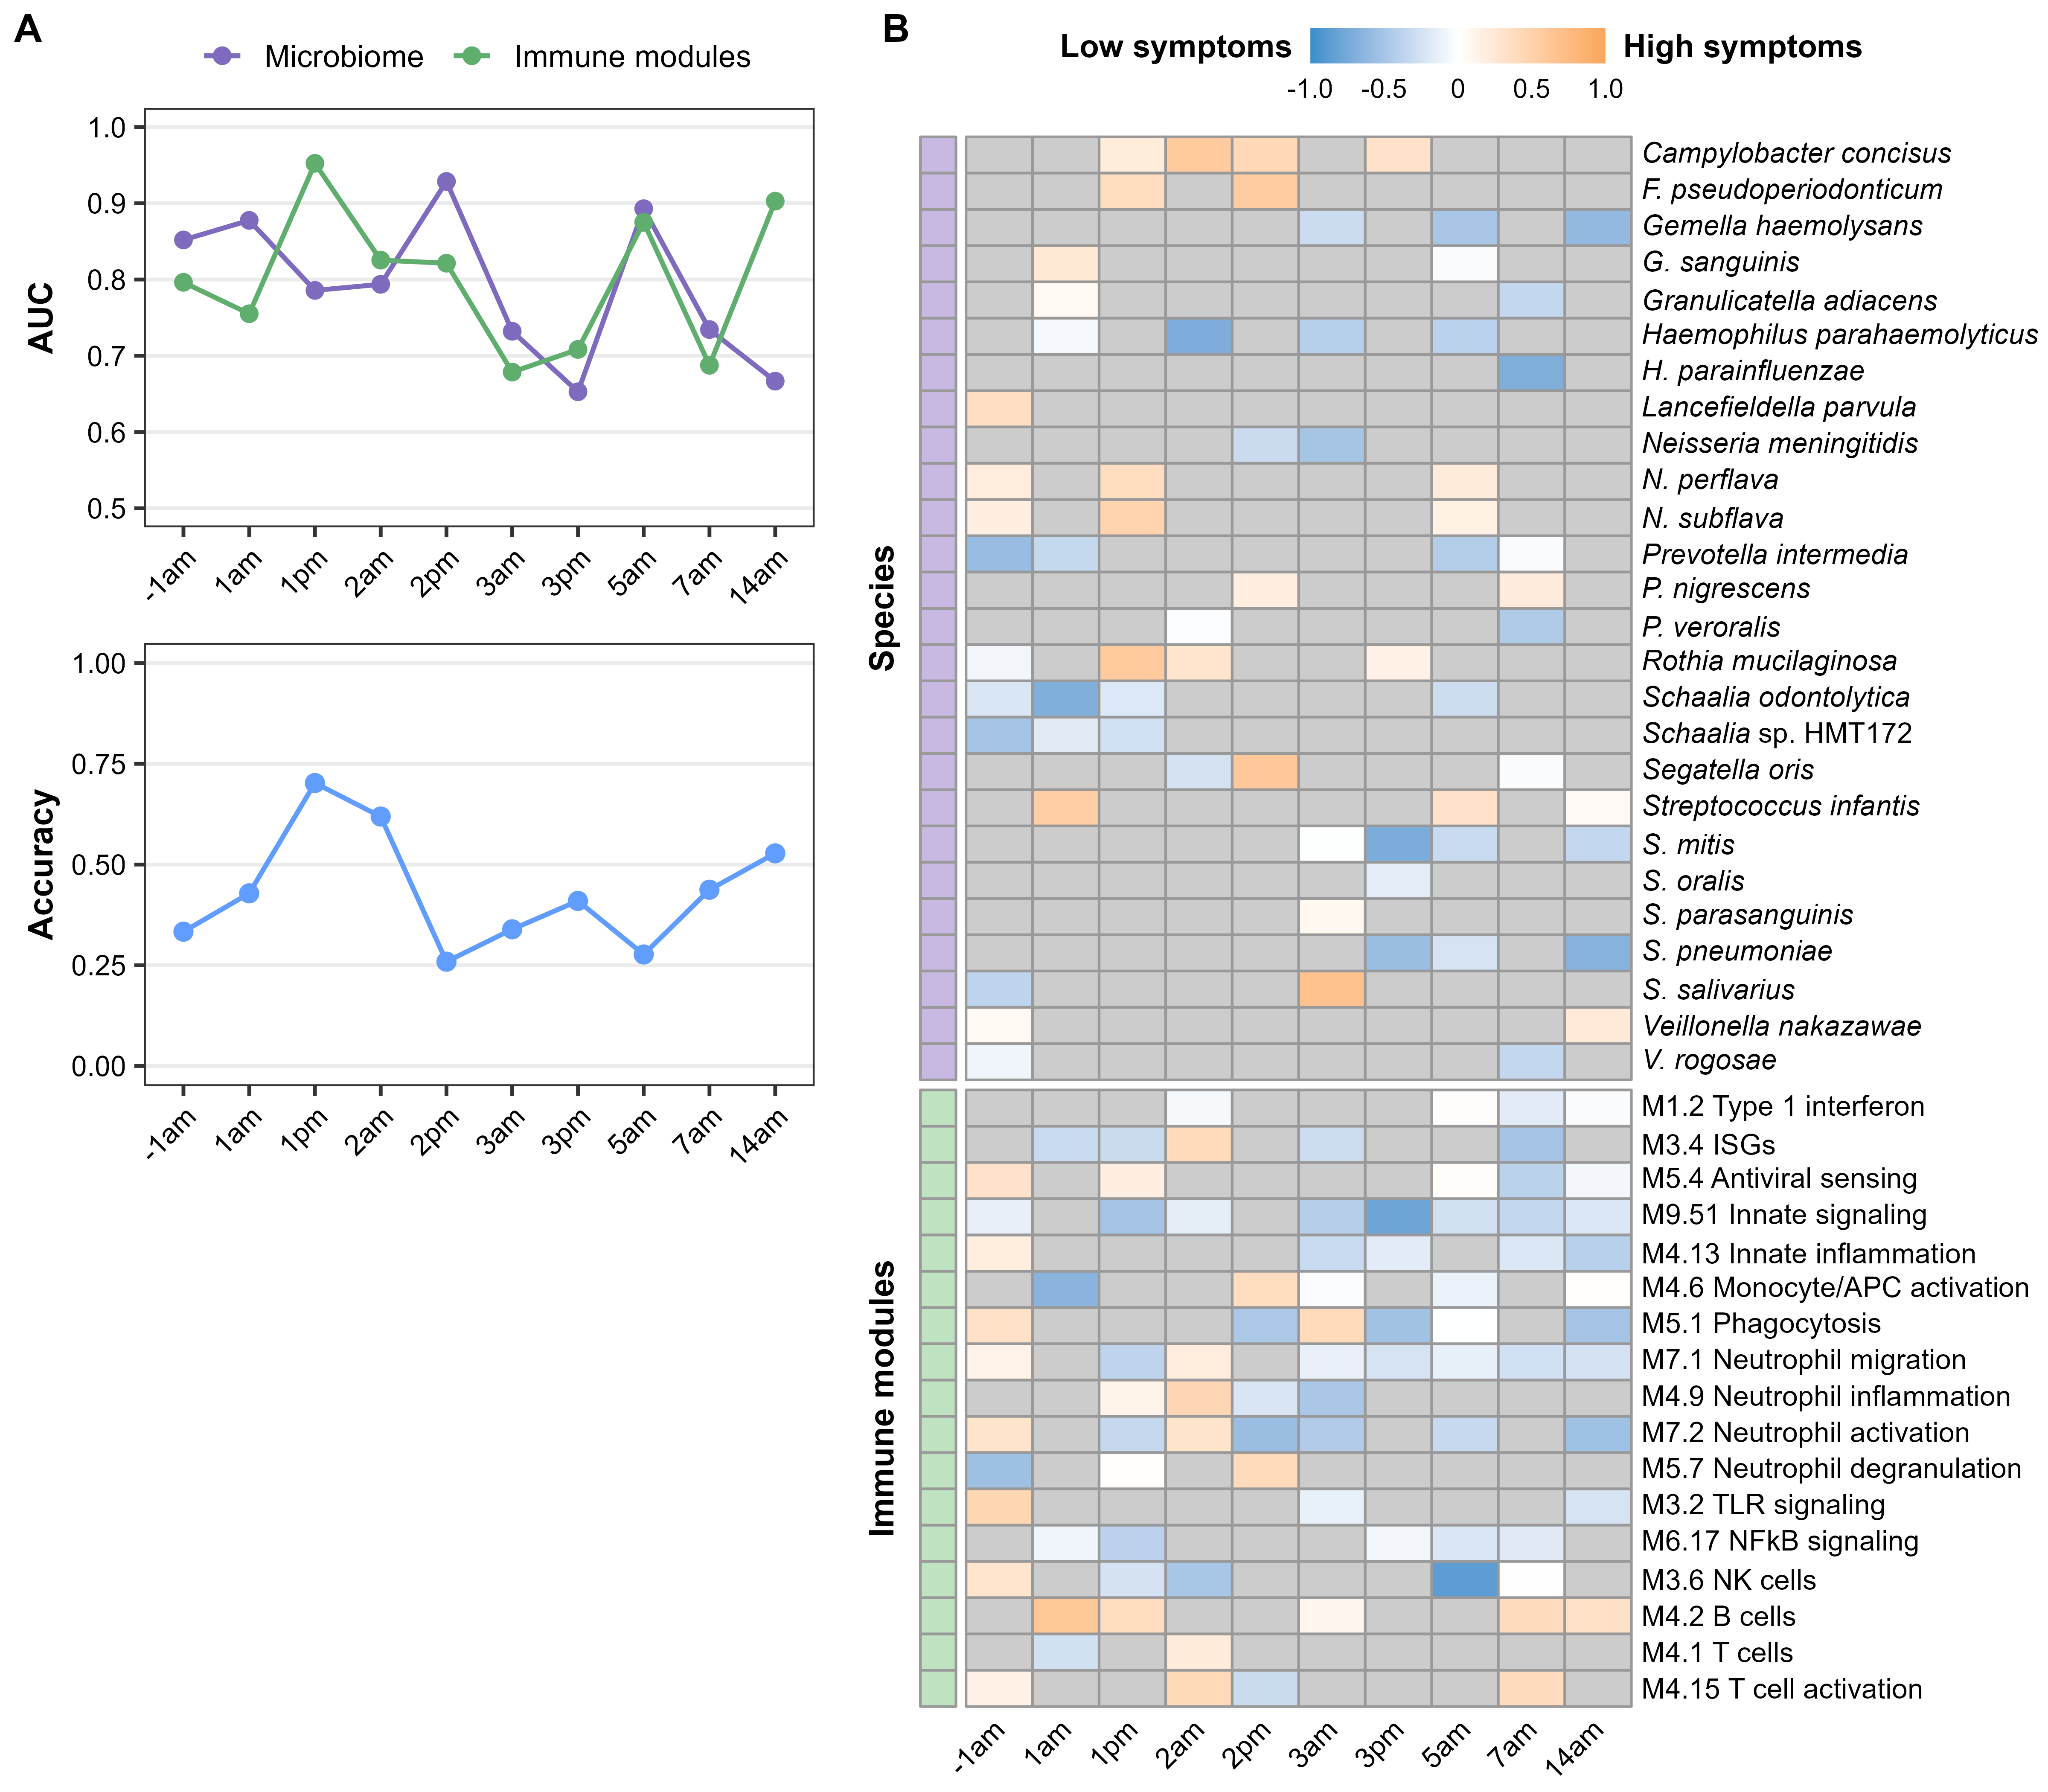 A
Microbiome
Immune modules
AUC
1.0
0.9
0.8
0.7
0.6
0.5
-1am
1am
1pm
2am
2pm
3am
3pm
5am
7am
14am
Accuracy
1.00
0.75
0.50
0.25
0.00
-1am
1am
1pm
2am
2pm
3am
3pm
5am
7am
14am
B
Low symptoms
High symptoms
-1.0
-0.5
0
0.5
1.0
Species
Campylobacter concisus
F. pseudoperiodonticum
Gemella haemolysans
G. sanguinis
Granulicatella adiacens
Haemophilus parahaemolyticus
H. parainfluenzae
Lancefieldella parvula
Neisseria meningitidis
N. perflava
N. subflava
Prevotella intermedia
P. nigrescens
P. veroralis
Rothia mucilaginosa
Schaalia odontolytica
Schaalia sp. HMT172
Segatella oris
Streptococcus infantis
S. mitis
S. oralis
S. parasanguinis
S. pneumoniae
S. salivarius
Veillonella nakazawae
V. rogosae
Immune modules
M1.2 Type 1 interferon
M3.4 ISGs
M5.4 Antiviral sensing
M9.51 Innate signaling
M4.13 Innate inflammation
M4.6 Monocyte/APC activation
M5.1 Phagocytosis
M7.1 Neutrophil migration
M4.9 Neutrophil inflammation
M7.2 Neutrophil activation
M5.7 Neutrophil degranulation
M3.2 TLR signaling
M6.17 NFkB signaling
M3.6 NK cells
M4.2 B cells
M4.1 T cells
M4.15 T cell activation
-1am
1am
1pm
2am
2pm
3am
3pm
5am
7am
14am